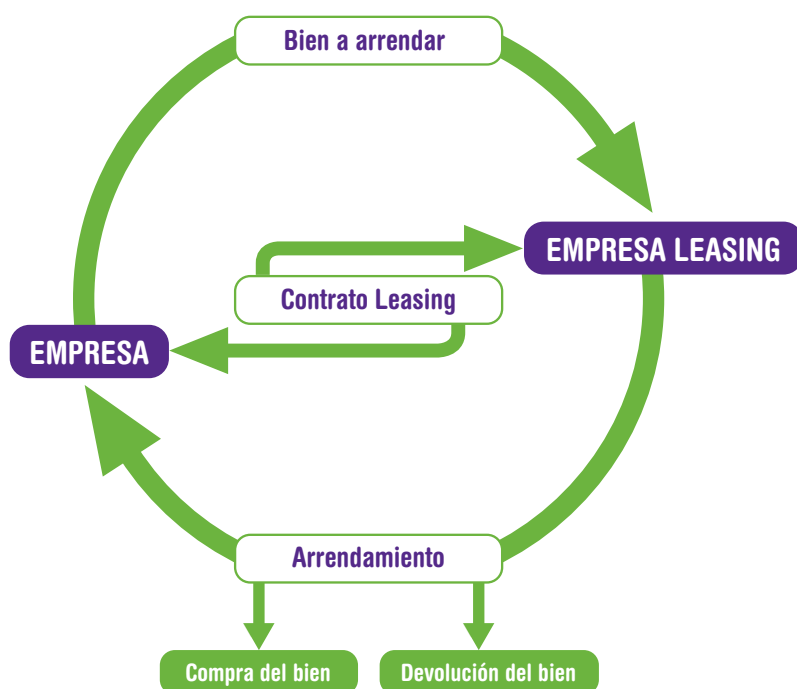 Bien a arrendar
EMPRESA LEASING
Contrato Leasing
EMPRESA
Arrendamiento
Compra del bien
Devolución del bien